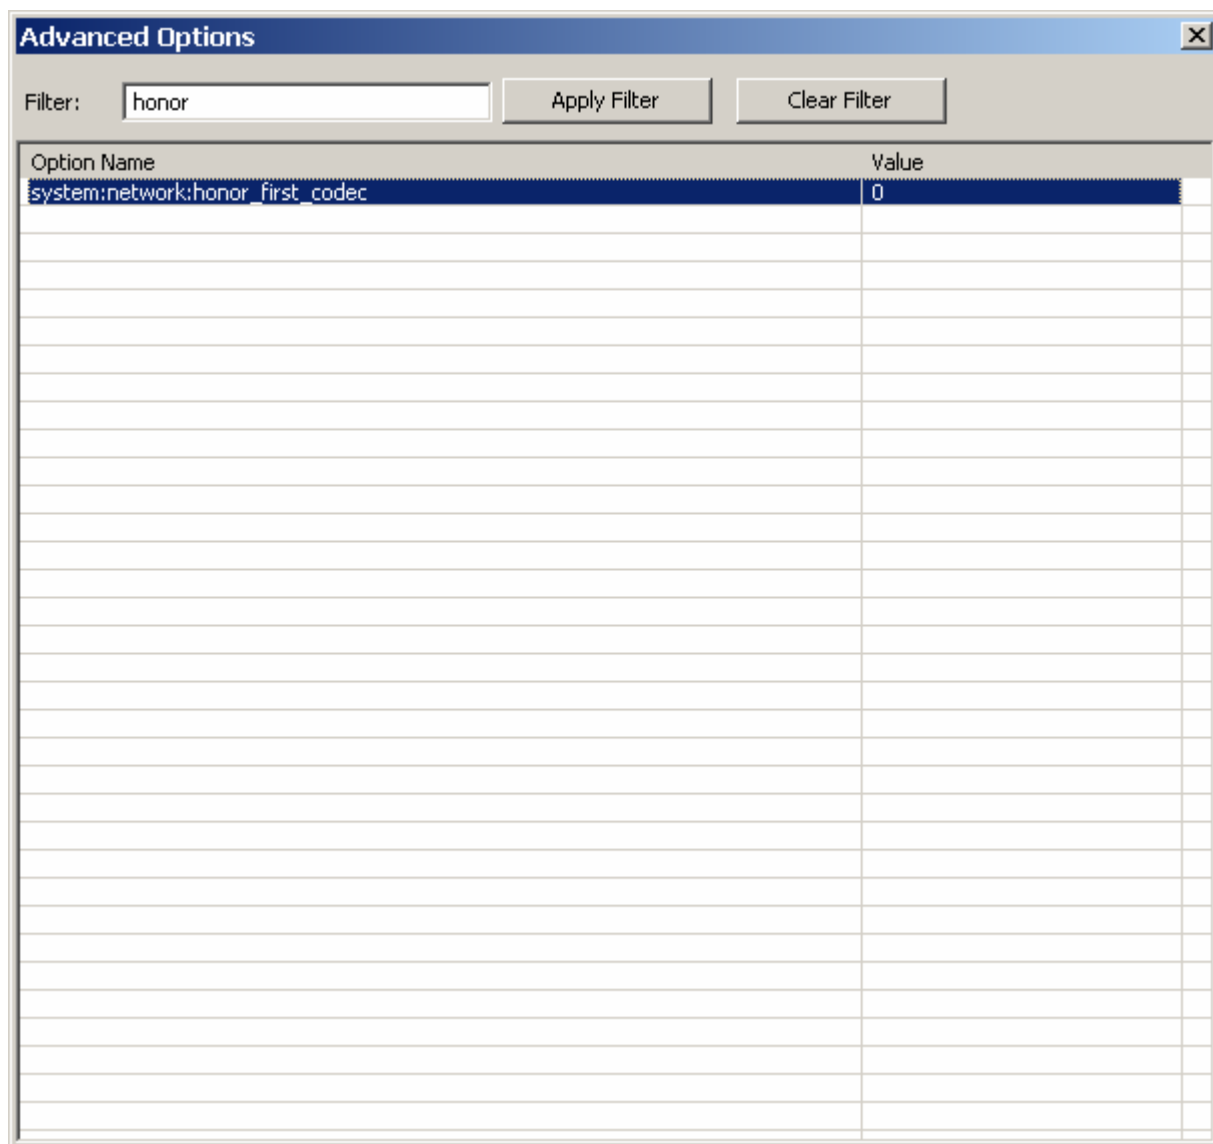 Advanced Options
Filter: honor Apply Filter Clear Filter
Option Name Value
system:network:honor_first_codec 0